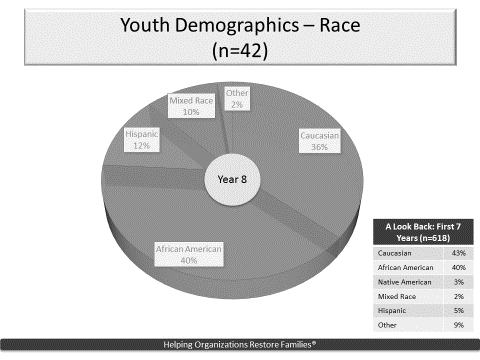 Youth Demographics – Race
(n=42)
Other
2%
Mixed Race
10%
Caucasian
36%
Hispanic
12%
Year 8
African American
40%
A Look Back: First 7
Years (n=618)
Caucasian 43%
African American 40%
Native American 3%
Mixed Race 2%
Hispanic 5%
Other 9%
Helping Organizations Restore Families®